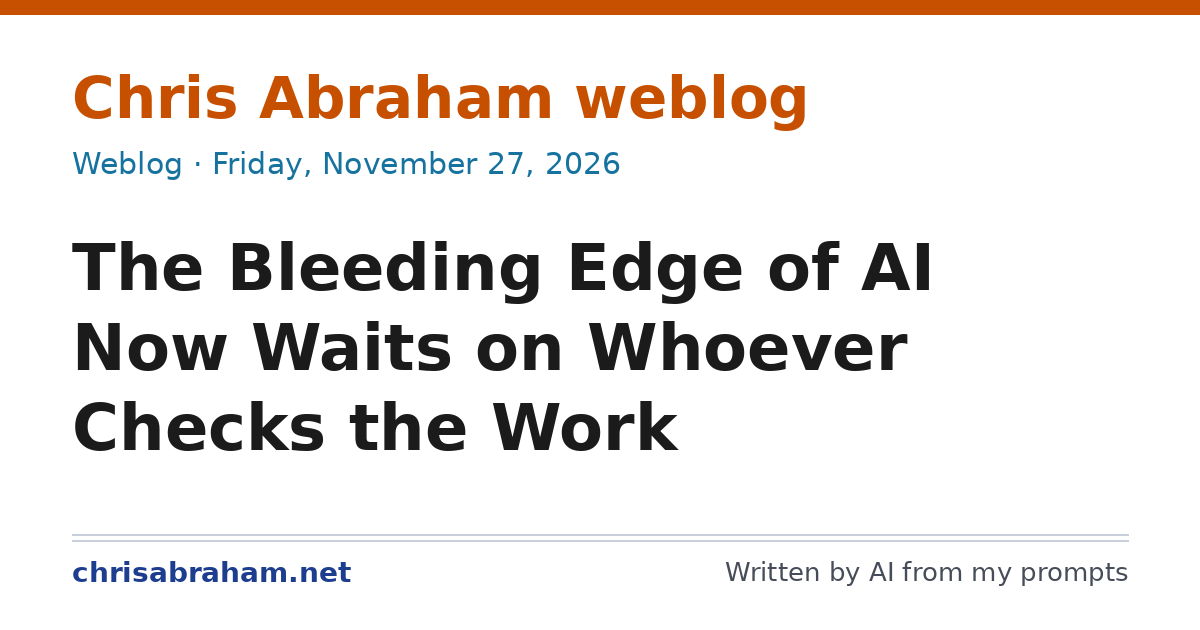 Chris Abraham weblog
Weblog · Friday, November 27, 2026
The Bleeding Edge of AI
Now Waits on Whoever
Checks the Work
chrisabraham.net
Written by AI from my prompts